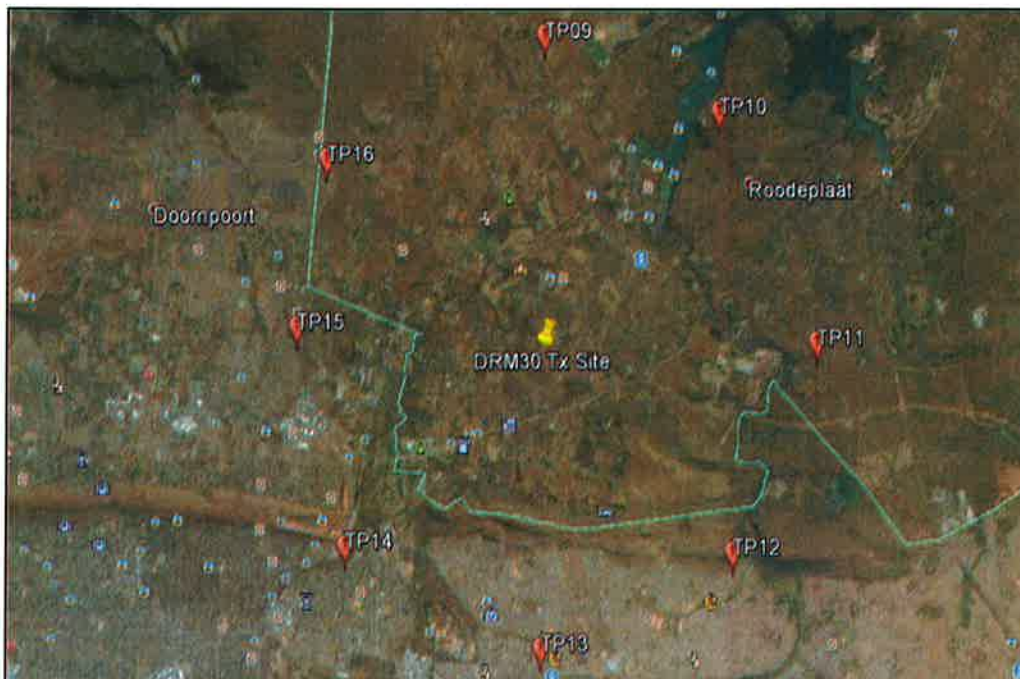 TP09
TP10
TP16
Roodeplaat
Doornpoort
TP15
TP11
DRM30 Tx Site
TP14
TP12
TP13